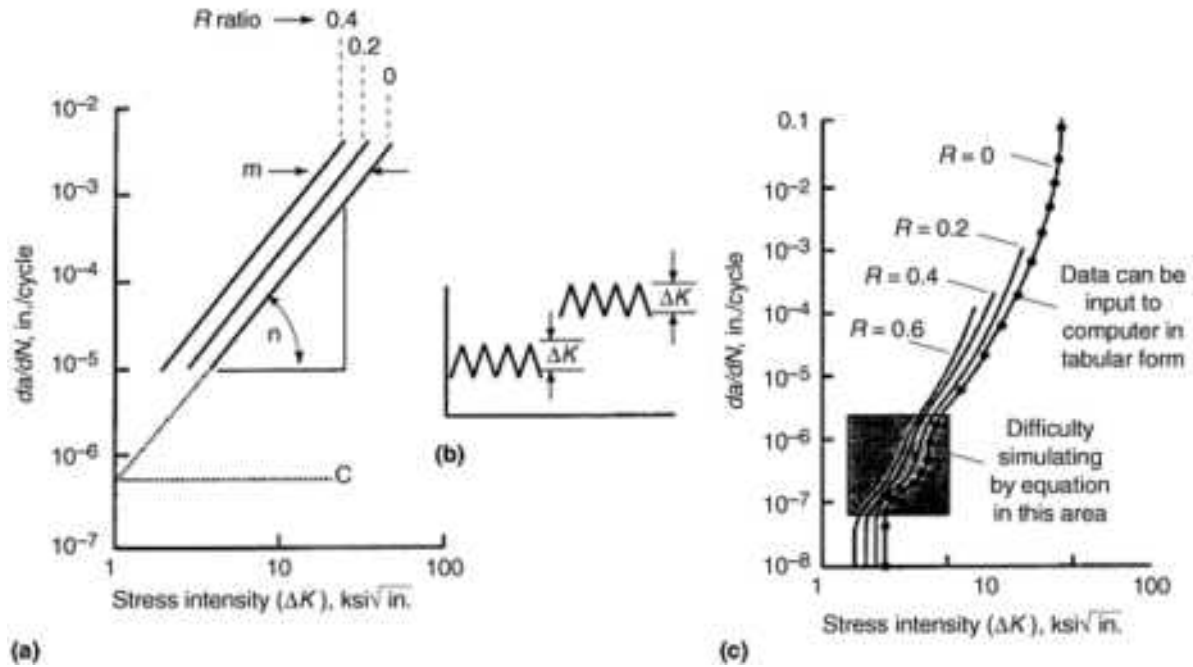 R ratio → 0.4
0.2
0
10⁻²
10⁻³
10⁻⁴
10⁻⁵
10⁻⁶
10⁻⁷
da/dN, in./cycle
m
n
C
1
10
100
Stress intensity (ΔK), ksi√in.
(a)
ΔK
ΔK
(b)
0.1
10⁻²
10⁻³
10⁻⁴
10⁻⁵
10⁻⁶
10⁻⁷
10⁻⁸
da/dN, in./cycle
R = 0
R = 0.2
R = 0.4
R = 0.6
Data can be
input to
computer in
tabular form
Difficulty
simulating
by equation
in this area
1
10
100
Stress intensity (ΔK), ksi√in.
(c)